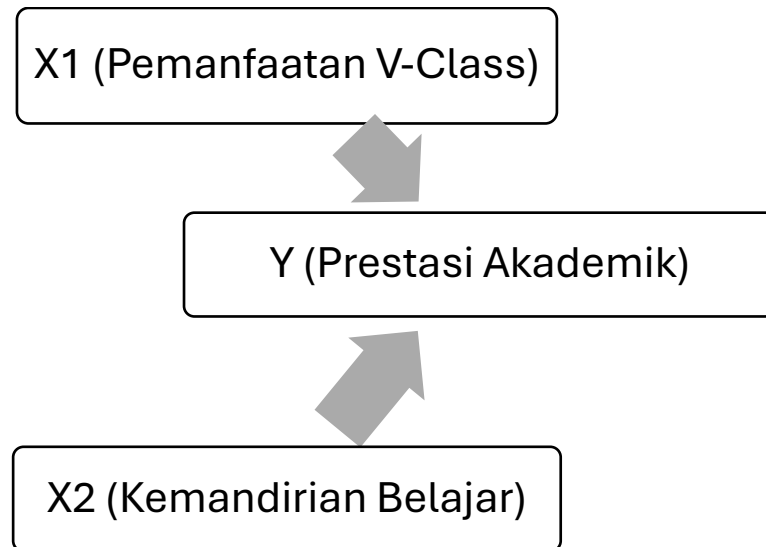 X1 (Pemanfaatan V-Class)
Y (Prestasi Akademik)
X2 (Kemandirian Belajar)